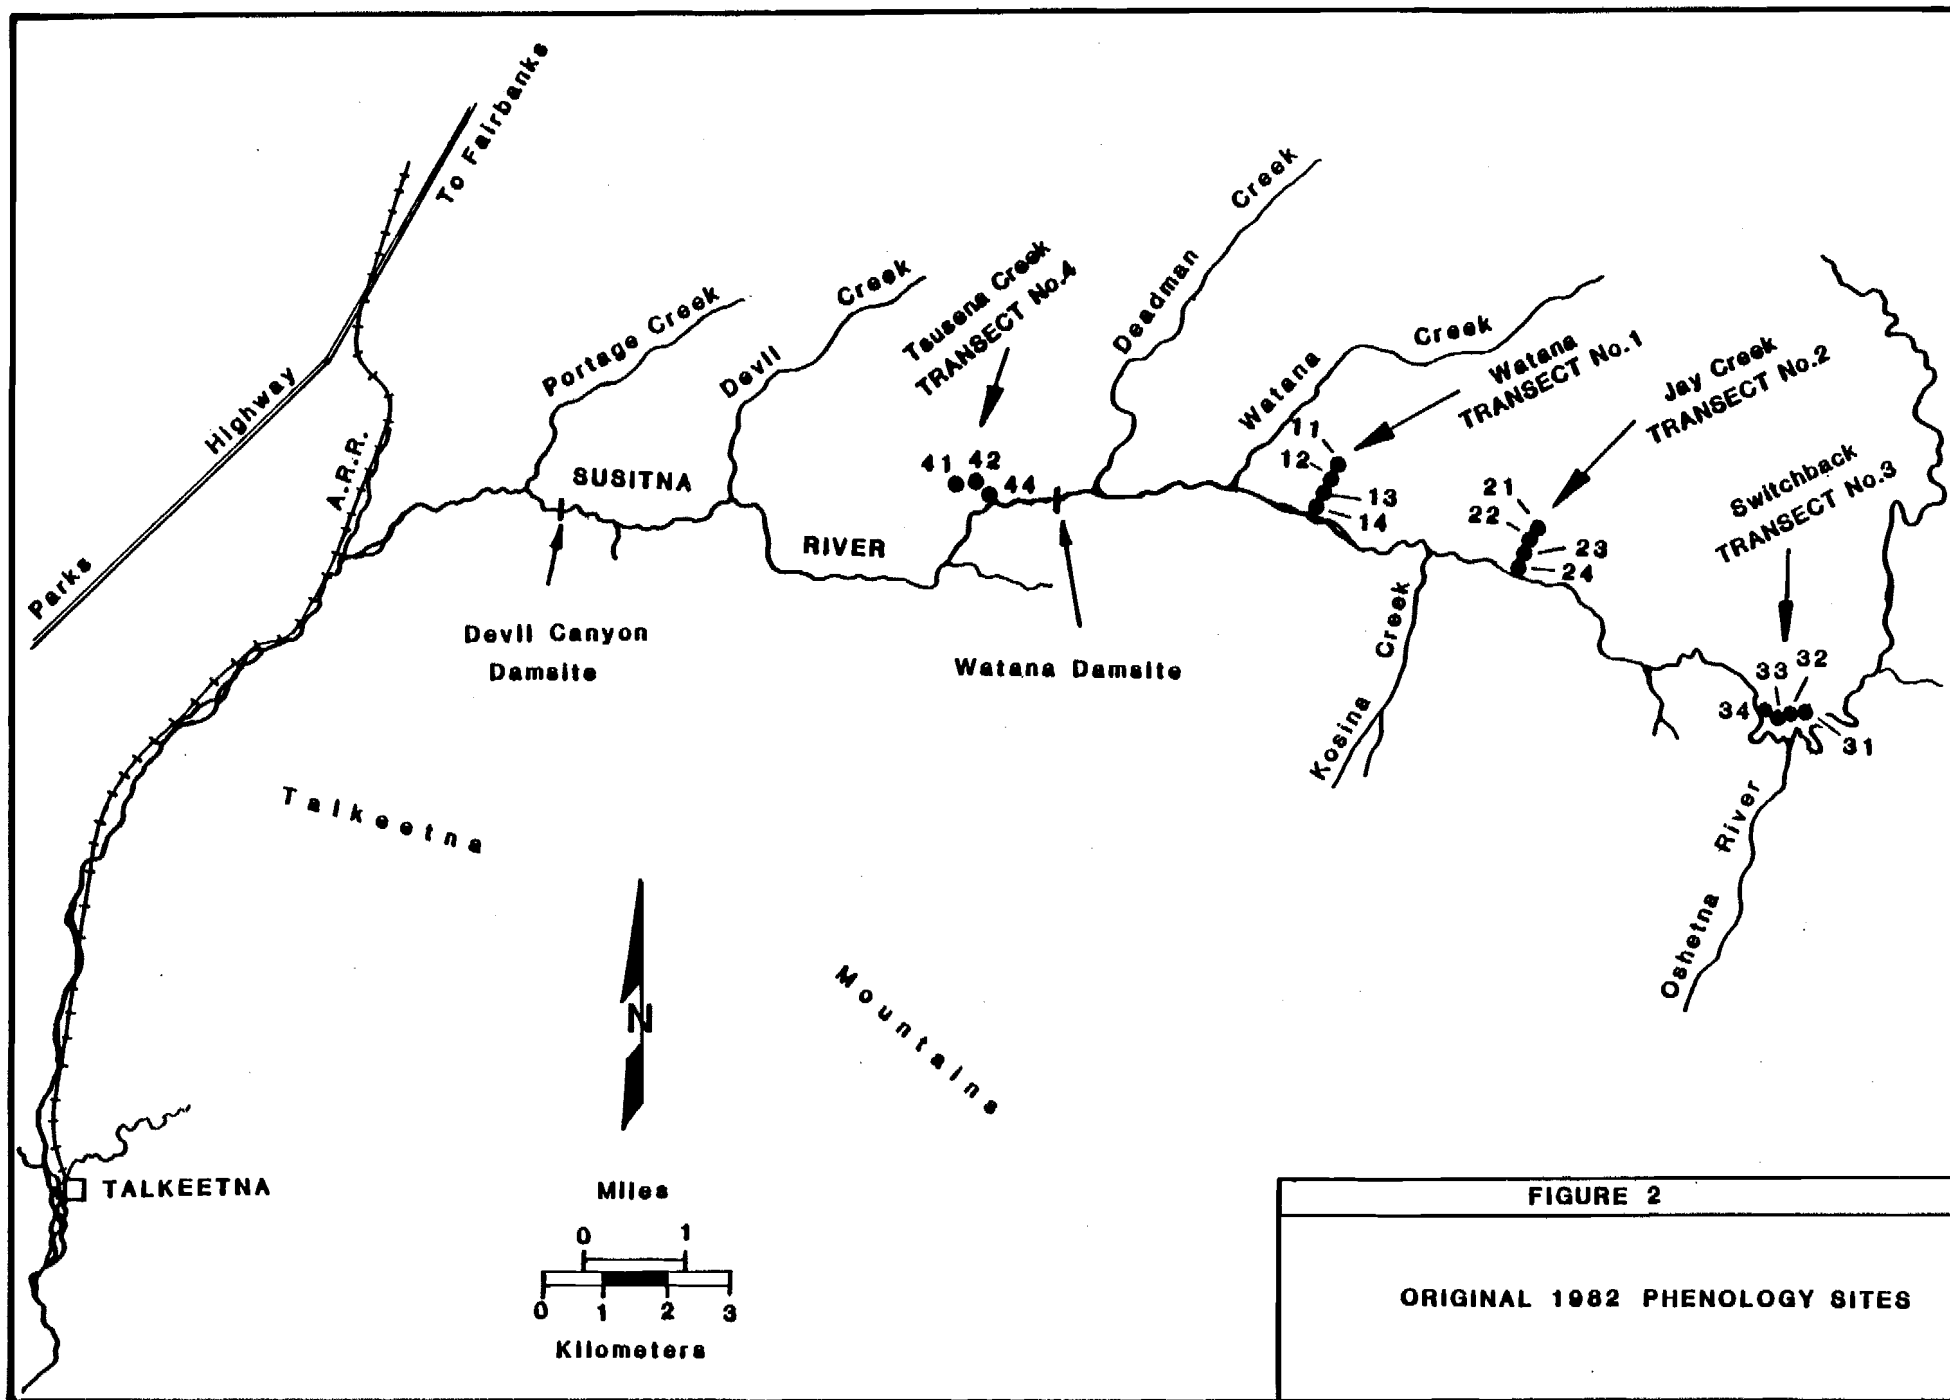 To Fairbanks
Parks Highway
A.R.R.
Portage Creek
Devil Creek
Tsusena Creek
TRANSECT No.4
Deadman Creek
Watana Creek
Watana
TRANSECT No.1
Jay Creek
TRANSECT No.2
Switchback
TRANSECT No.3
SUSITNA
RIVER
41
42
44
11
12
13
14
21
22
23
24
33
32
34
31
Devil Canyon
Damsite
Watana Damsite
Kosina Creek
Oshetna River
Talkeetna
Mountains
N
TALKEETNA
Miles
0 1
0 1 2 3
Kilometers
FIGURE 2
ORIGINAL 1982 PHENOLOGY SITES